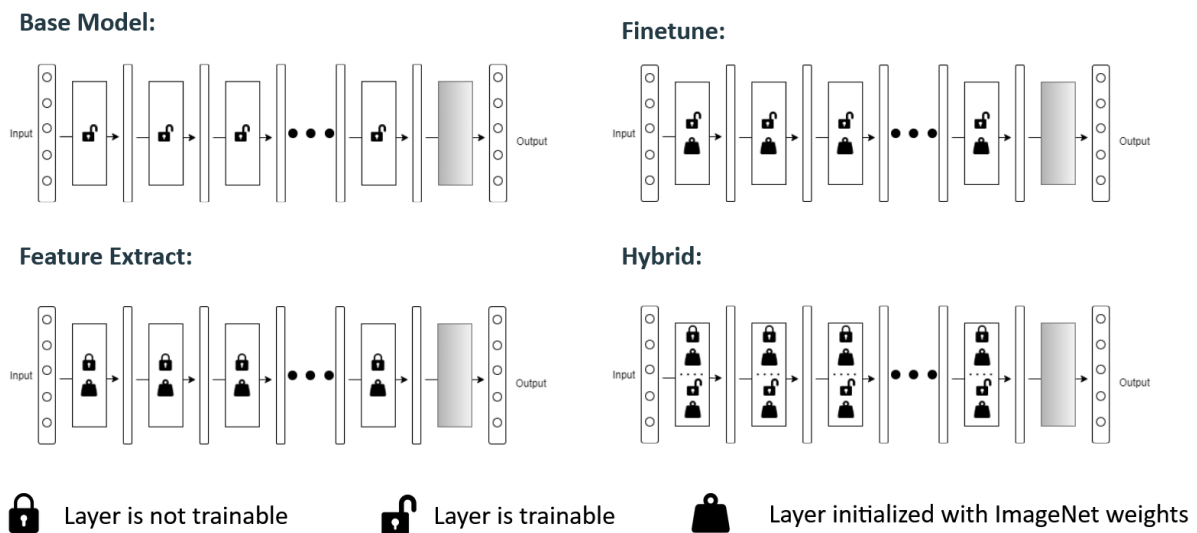 Base Model:
Finetune:
Input
Output
Input
Output
Feature Extract:
Hybrid:
Input
Output
Input
Output
Layer is not trainable
Layer is trainable
Layer initialized with ImageNet weights